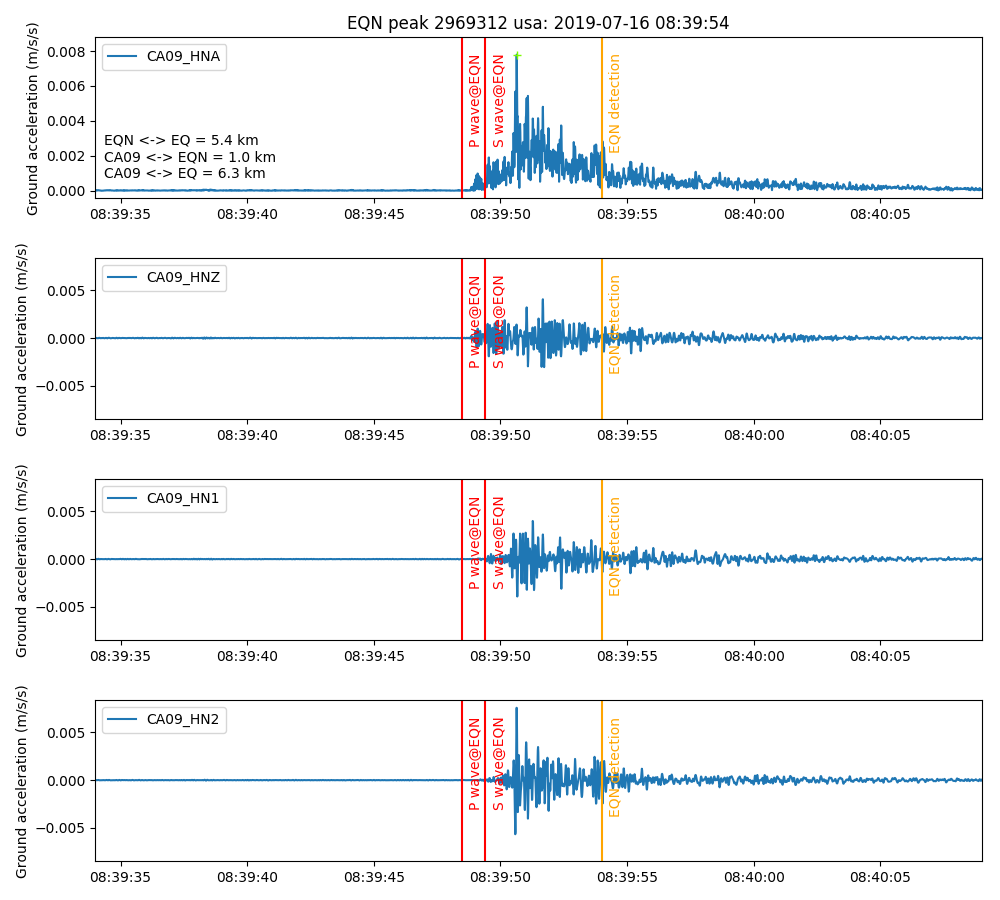 EQN peak 2969312 usa: 2019-07-16 08:39:54
Ground acceleration (m/s/s)
0.008
0.006
0.004
0.002
0.000
CA09_HNA
EQN <-> EQ = 5.4 km
CA09 <-> EQN = 1.0 km
CA09 <-> EQ = 6.3 km
P wave@EQN
S wave@EQN
EQN detection
08:39:35 08:39:40 08:39:45 08:39:50 08:39:55 08:40:00 08:40:05
Ground acceleration (m/s/s)
0.005
0.000
−0.005
CA09_HNZ
P wave@EQN
S wave@EQN
EQN detection
08:39:35 08:39:40 08:39:45 08:39:50 08:39:55 08:40:00 08:40:05
Ground acceleration (m/s/s)
0.005
0.000
−0.005
CA09_HN1
P wave@EQN
S wave@EQN
EQN detection
08:39:35 08:39:40 08:39:45 08:39:50 08:39:55 08:40:00 08:40:05
Ground acceleration (m/s/s)
0.005
0.000
−0.005
CA09_HN2
P wave@EQN
S wave@EQN
EQN detection
08:39:35 08:39:40 08:39:45 08:39:50 08:39:55 08:40:00 08:40:05